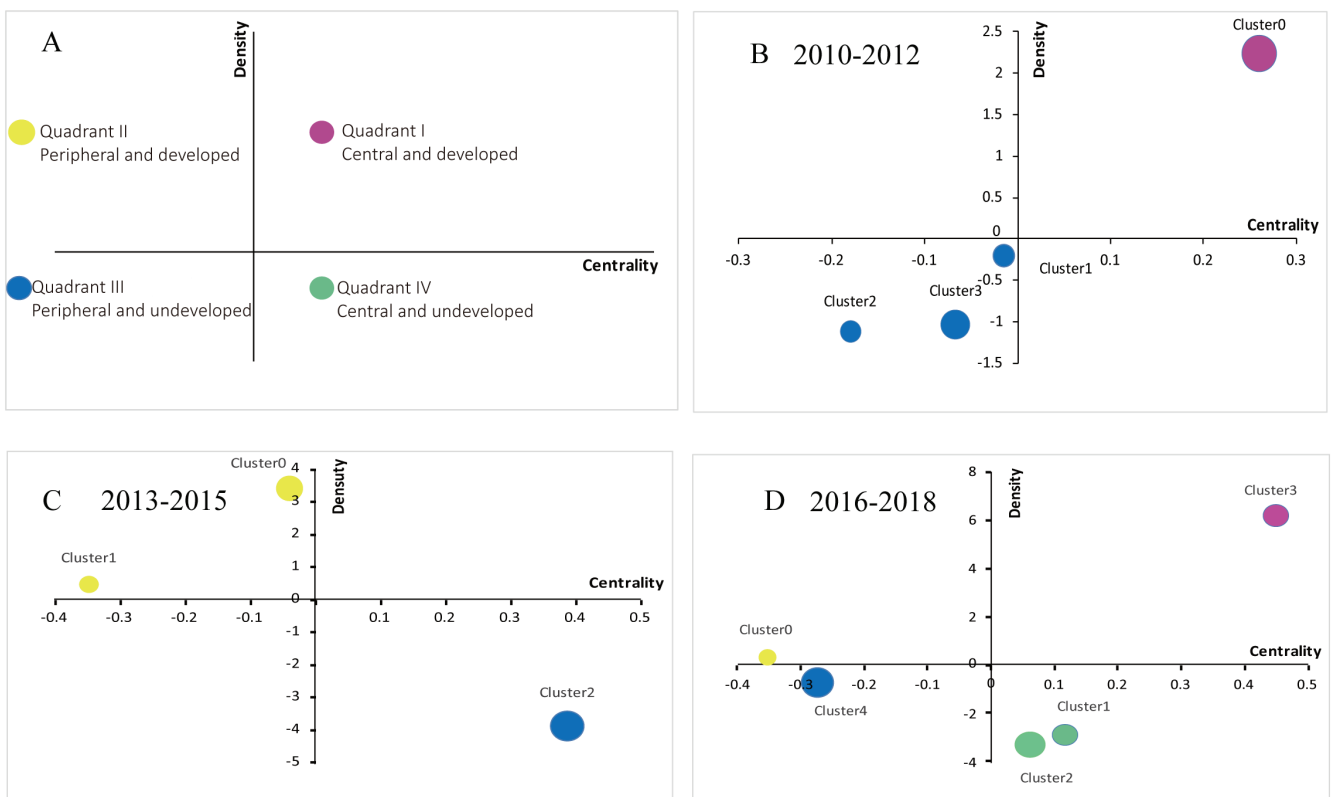 A
Density
Quadrant II
Peripheral and developed
Quadrant I
Central and developed
Centrality
Quadrant III
Peripheral and undeveloped
Quadrant IV
Central and undeveloped
B 2010-2012
Density
Cluster0
2.5
2
1.5
1
0.5
0
Centrality
-0.3 -0.2 -0.1 0.1 0.2 0.3
Cluster1
-0.5
Cluster3
Cluster2
-1
-1.5
C 2013-2015
Densuty
Cluster0
4
3
2
Cluster1
1
Centrality
0
-0.4 -0.3 -0.2 -0.1 0.1 0.2 0.3 0.4 0.5
-1
-2
-3
Cluster2
-4
-5
D 2016-2018
Density
8
Cluster3
6
4
2
Cluster0
Centrality
0
-0.4 -0.3 -0.2 -0.1 0 0.1 0.2 0.3 0.4 0.5
Cluster4
Cluster1
-2
-4
Cluster2